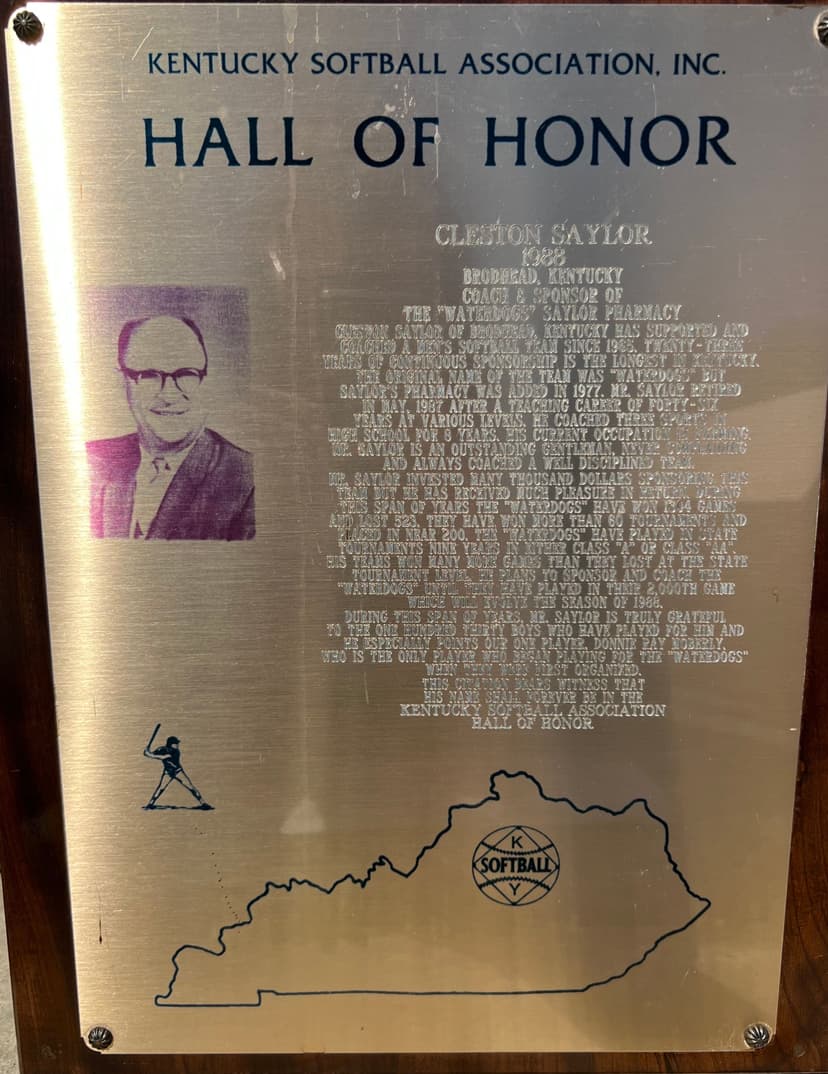 KENTUCKY SOFTBALL ASSOCIATION, INC.
HALL OF HONOR
CLESTON SAYLOR
1988
BRODHEAD, KENTUCKY
COACH & SPONSOR OF
THE "WATERDOGS" SAYLOR PHARMACY
CLESTON SAYLOR OF BRODHEAD, KENTUCKY HAS SUPPORTED AND
COACHED A MEN'S SOFTBALL TEAM SINCE TWENTY-THREE
YEARS OF CONTINUOUS SPONSORSHIP IS THE LONGEST IN KENTUCKY.
THE ORIGINAL NAME OF THE TEAM WAS "WATERDOGS" BUT
SAYLOR'S PHARMACY WAS ADDED IN 1977. MR. SAYLOR RETIRED
IN MAY, 1987 AFTER A TEACHING CAREER OF FORTY-SIX
YEARS AT VARIOUS LEVELS. HE COACHED THREE SPORTS IN
HIGH SCHOOL FOR 8 YEARS. HIS CURRENT OCCUPATION IS
MR. SAYLOR IS AN OUTSTANDING GENTLEMAN, NEVER
AND ALWAYS COACHED A WELL DISCIPLINED TEAM.
MR. SAYLOR INVESTED MANY THOUSAND DOLLARS SPONSORING THIS
TEAM BUT HE HAS RECEIVED MUCH PLEASURE IN RETURN. DURING
THIS SPAN OF YEARS THE "WATERDOGS" HAVE WON GAMES
AND LOST 523. THEY HAVE WON MORE THAN 60 TOURNAMENTS AND
PLACED IN NEAR 200. THE "WATERDOGS" HAVE PLAYED IN STATE
TOURNAMENTS NINE YEARS IN EITHER CLASS "A" OR CLASS "AA".
HIS TEAMS WON MANY MORE GAMES THAN THEY LOST AT THE STATE
TOURNAMENT LEVEL. HE PLANS TO SPONSOR AND COACH THE
"WATERDOGS" UNTIL THEY HAVE PLAYED IN THEIR 2,000TH GAME
WHICH WILL BE THE SEASON OF 1988.
DURING THIS SPAN OF YEARS, MR. SAYLOR IS TRULY GRATEFUL
TO THE ONE HUNDRED THIRTY BOYS WHO HAVE PLAYED FOR HIM AND
HE ESPECIALLY POINTS OUR ONE PLAYER, DONNIE RAY
WHO IS THE ONLY PLAYER PLAYING FOR THE "WATERDOGS"
WHEN THEY WERE FIRST ORGANIZED.
THIS CITATION BEARS WITNESS THAT
HIS NAME SHALL FOREVER BE IN THE
KENTUCKY SOFTBALL ASSOCIATION
HALL OF HONOR
K
SOFTBALL
Y